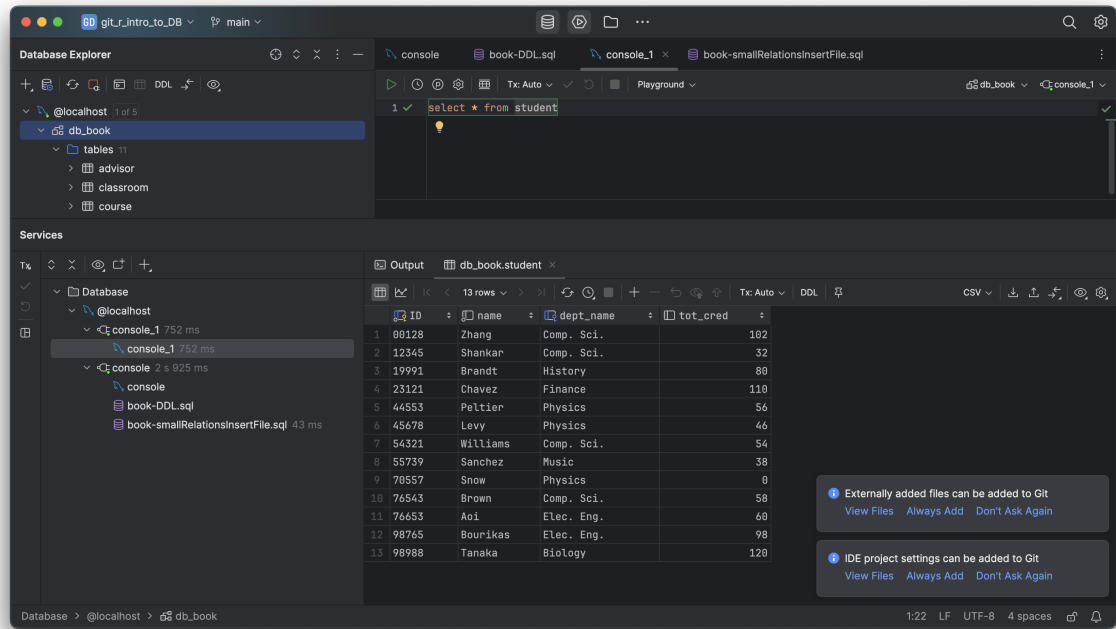 GD git_r_intro_to_DB main
Database Explorer
console book-DDL.sql console_1 book-smallRelationsInsertFile.sql
DDL
Tx: Auto Playground db_book console_1
@localhost 1 of 5
1 select * from student
db_book
tables 11
advisor
classroom
course
Services
Tx
Output db_book.student
Database
@localhost
console_1 752 ms
console_1 752 ms
console 2 s 925 ms
console
book-DDL.sql
book-smallRelationsInsertFile.sql 43 ms
13 rows Tx: Auto DDL CSV
ID name dept_name tot_cred
1 00128 Zhang Comp. Sci. 102
2 12345 Shankar Comp. Sci. 32
3 19991 Brandt History 80
4 23121 Chavez Finance 110
5 44553 Peltier Physics 56
6 45678 Levy Physics 46
7 54321 Williams Comp. Sci. 54
8 55739 Sanchez Music 38
9 70557 Snow Physics 0
10 76543 Brown Comp. Sci. 58
11 76653 Aoi Elec. Eng. 60
12 98765 Bourikas Elec. Eng. 98
13 98988 Tanaka Biology 120
Externally added files can be added to Git
View Files Always Add Don't Ask Again
IDE project settings can be added to Git
View Files Always Add Don't Ask Again
Database > @localhost > db_book
1:22 LF UTF-8 4 spaces